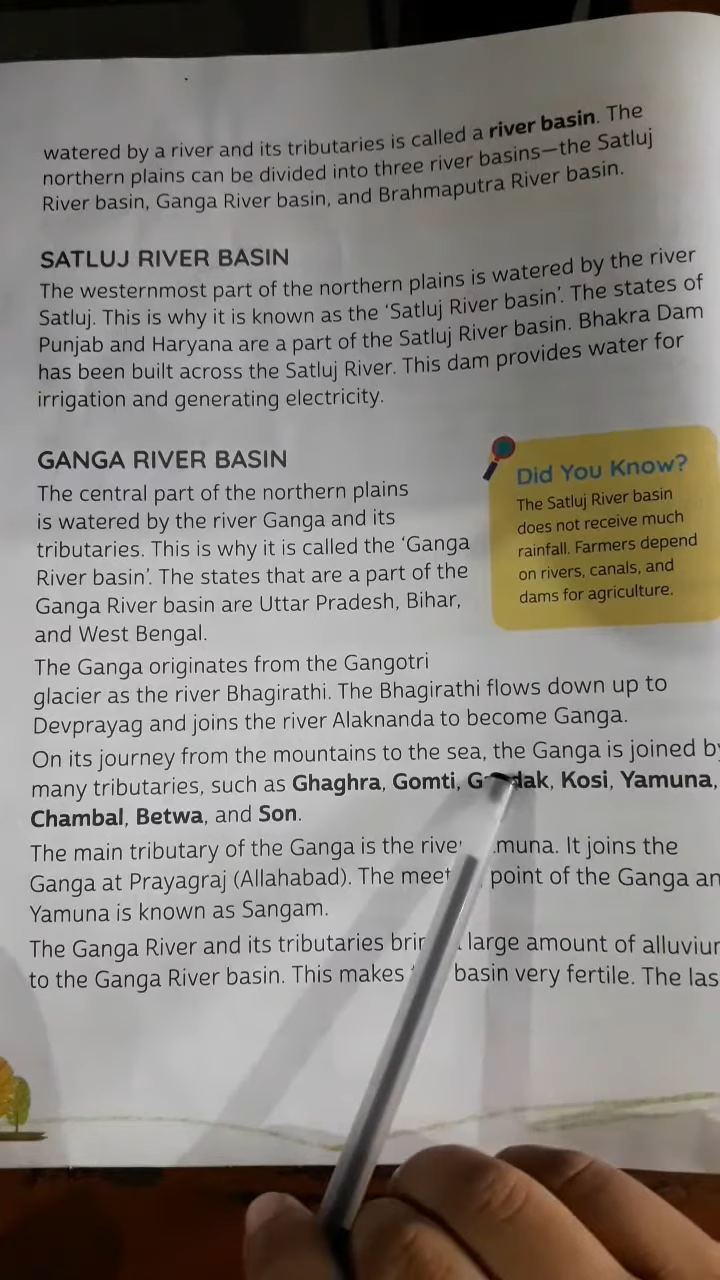 watered by a river and its tributaries is called a river basin. The
northern plains can be divided into three river basins—the Satluj
River basin, Ganga River basin, and Brahmaputra River basin.
SATLUJ RIVER BASIN
The westernmost part of the northern plains is watered by the river
Satluj. This is why it is known as the ‘Satluj River basin’. The states of
Punjab and Haryana are a part of the Satluj River basin. Bhakra Dam
has been built across the Satluj River. This dam provides water for
irrigation and generating electricity.
GANGA RIVER BASIN
The central part of the northern plains
is watered by the river Ganga and its
tributaries. This is why it is called the ‘Ganga
River basin’. The states that are a part of the
Ganga River basin are Uttar Pradesh, Bihar,
and West Bengal.
Did You Know?
The Satluj River basin
does not receive much
rainfall. Farmers depend
on rivers, canals, and
dams for agriculture.
The Ganga originates from the Gangotri
glacier as the river Bhagirathi. The Bhagirathi flows down up to
Devprayag and joins the river Alaknanda to become Ganga.
On its journey from the mountains to the sea, the Ganga is joined
many tributaries, such as Ghaghra, Gomti, Kosi, Yamuna,
Chambal, Betwa, and Son.
The main tributary of the Ganga is the It joins the
Ganga at Prayagraj (Allahabad). The point of the Ganga
Yamuna is known as Sangam.
The Ganga River and its tributaries large amount of
to the Ganga River basin. This makes basin very fertile. The